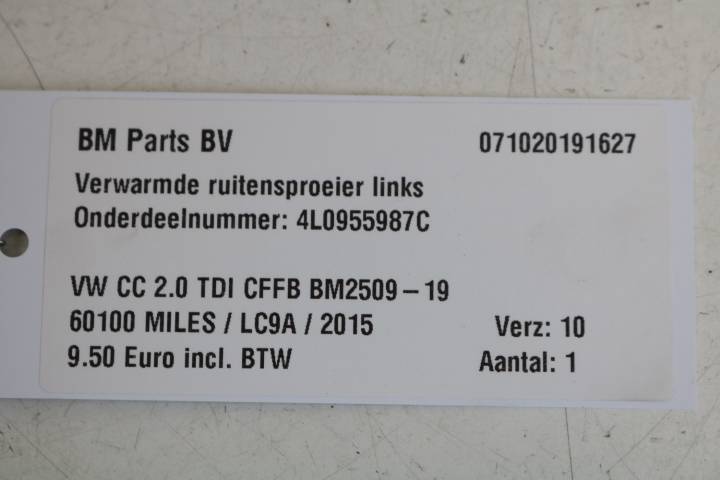 BM Parts BV 071020191627
Verwarmde ruitensproeier links
Onderdeelnummer: 4L0955987C
VW CC 2.0 TDI CFFB BM2509-19
60100 MILES / LC9A / 2015 Verz: 10
9.50 Euro incl. BTW Aantal: 1